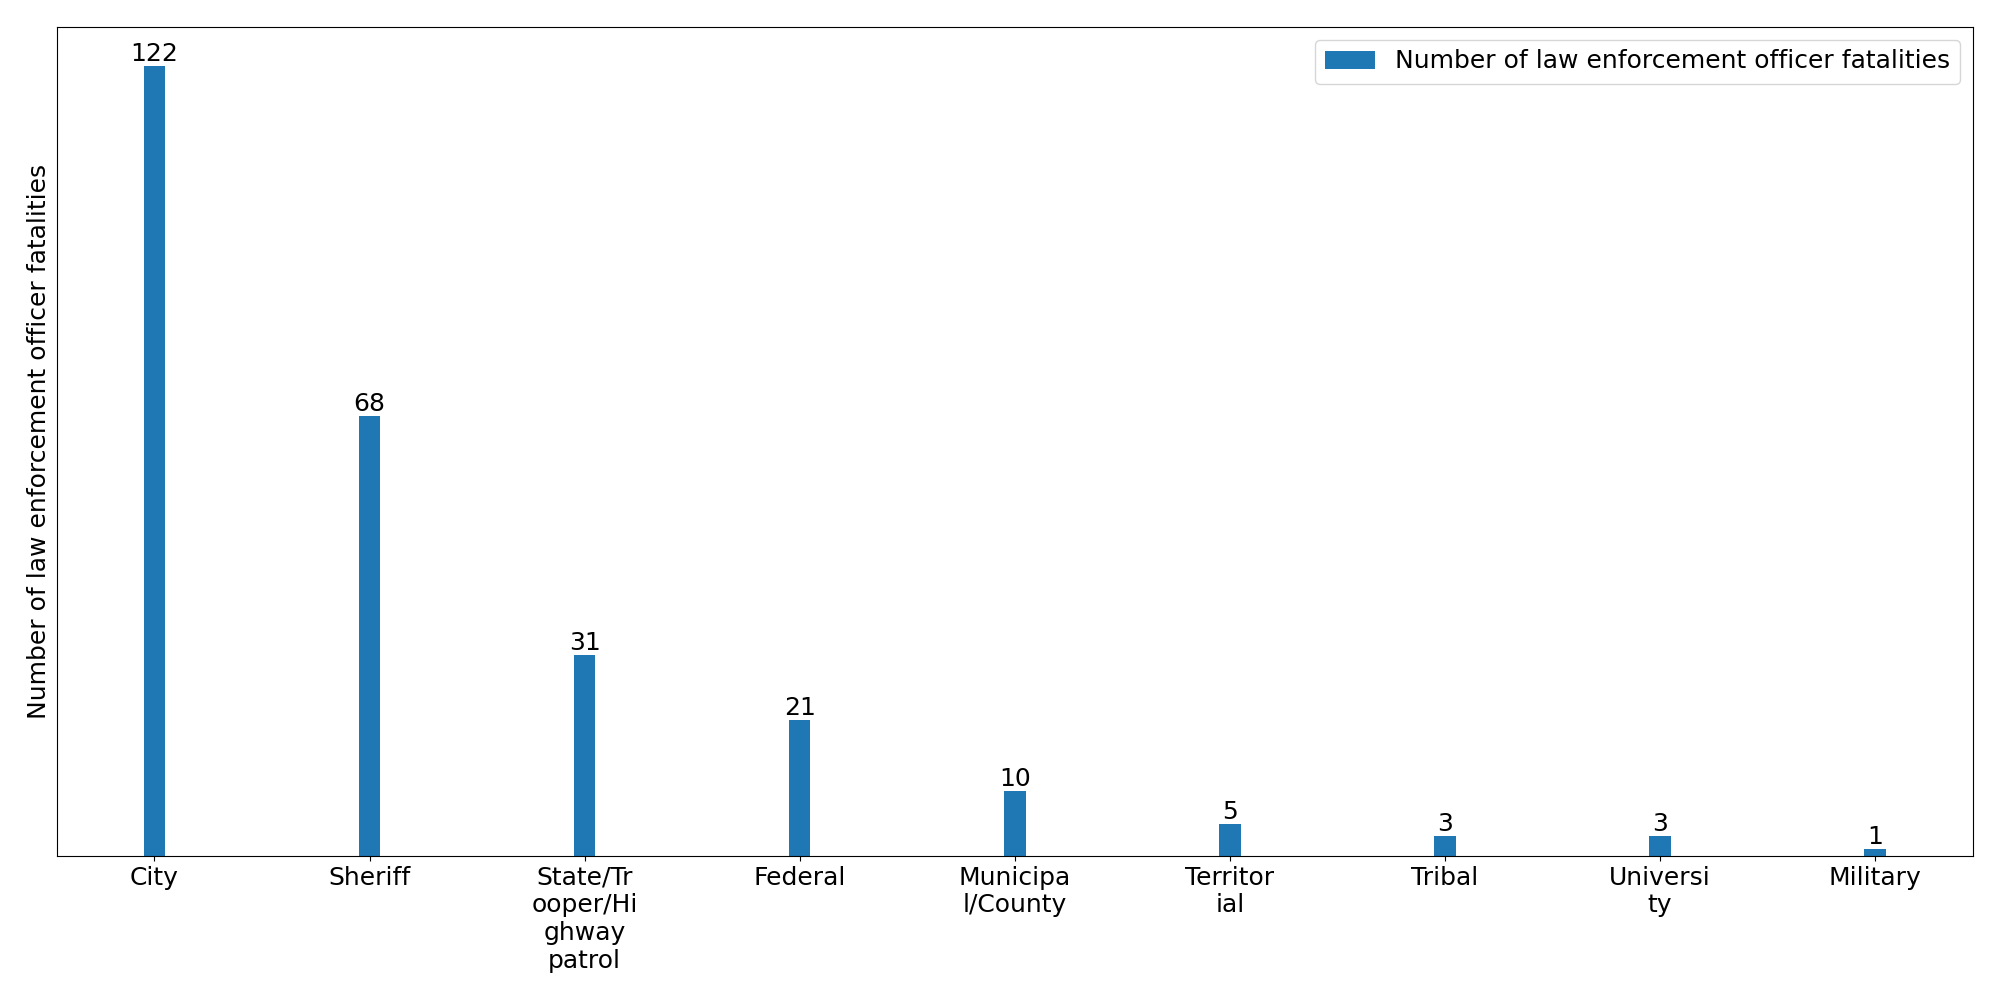 Number of law enforcement officer fatalities
Number of law enforcement officer fatalities
122
68
31
21
10
5
3
3
1
City
Sheriff
State/Tr
ooper/Hi
ghway
patrol
Federal
Municipa
l/County
Territor
ial
Tribal
Universi
ty
Military